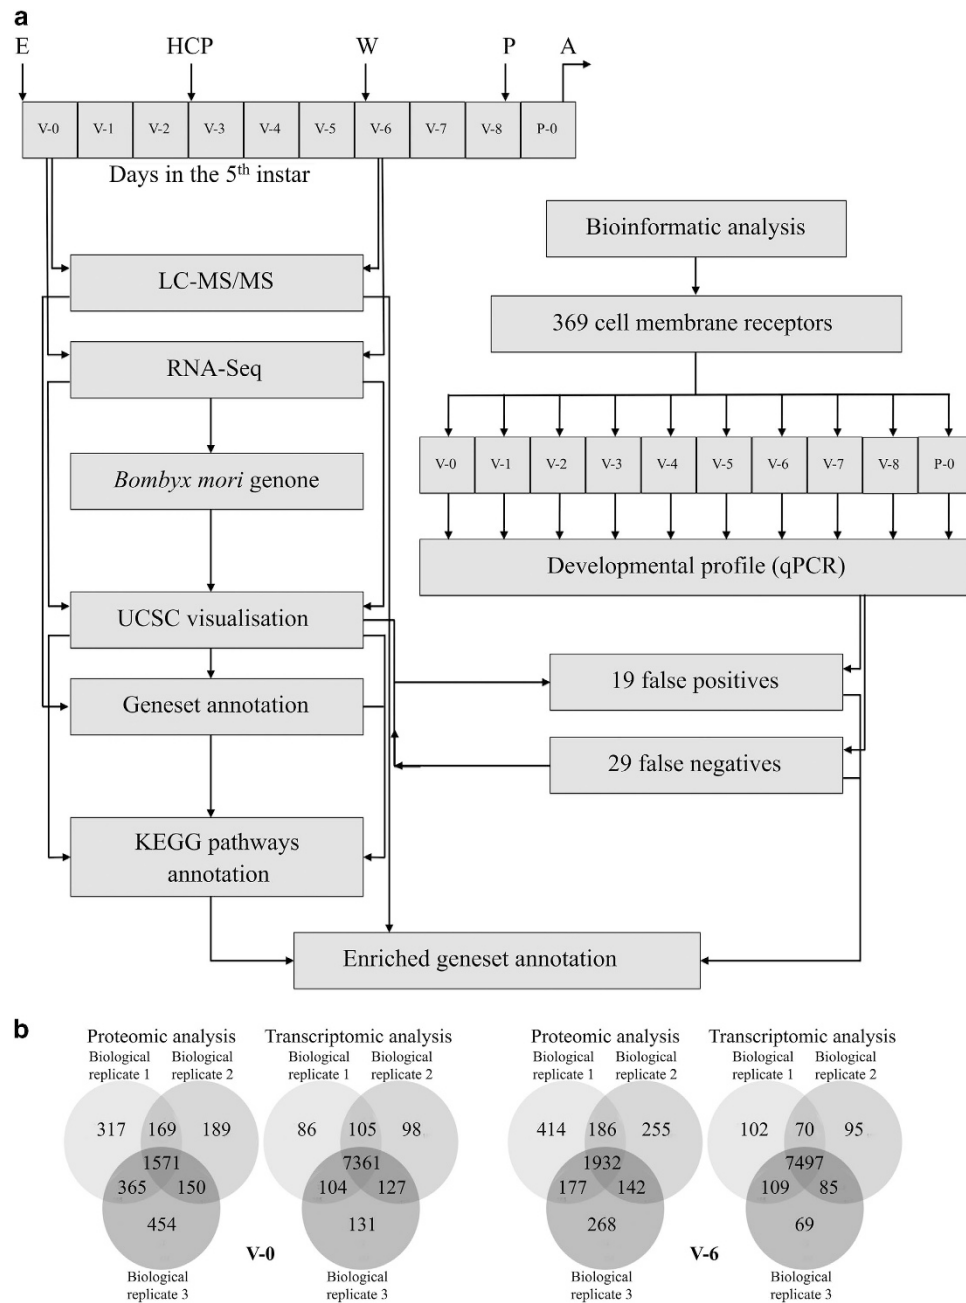 a
E HCP W P A
V-0 V-1 V-2 V-3 V-4 V-5 V-6 V-7 V-8 P-0
Days in the 5th instar
Bioinformatic analysis
LC-MS/MS
369 cell membrane receptors
RNA-Seq
V-0 V-1 V-2 V-3 V-4 V-5 V-6 V-7 V-8 P-0
Bombyx mori genone
Developmental profile (qPCR)
UCSC visualisation
19 false positives
Geneset annotation
29 false negatives
KEGG pathways
annotation
Enriched geneset annotation
b
Proteomic analysis Transcriptomic analysis Proteomic analysis Transcriptomic analysis
Biological Biological Biological Biological Biological Biological Biological Biological
replicate 1 replicate 2 replicate 1 replicate 2 replicate 1 replicate 2 replicate 1 replicate 2
317 169 189 86 105 98 414 186 255 102 70 95
1571 7361 1932 7497
365 150 104 127 177 142 109 85
454 131 268 69
V-0 V-6
Biological Biological Biological Biological
replicate 3 replicate 3 replicate 3 replicate 3